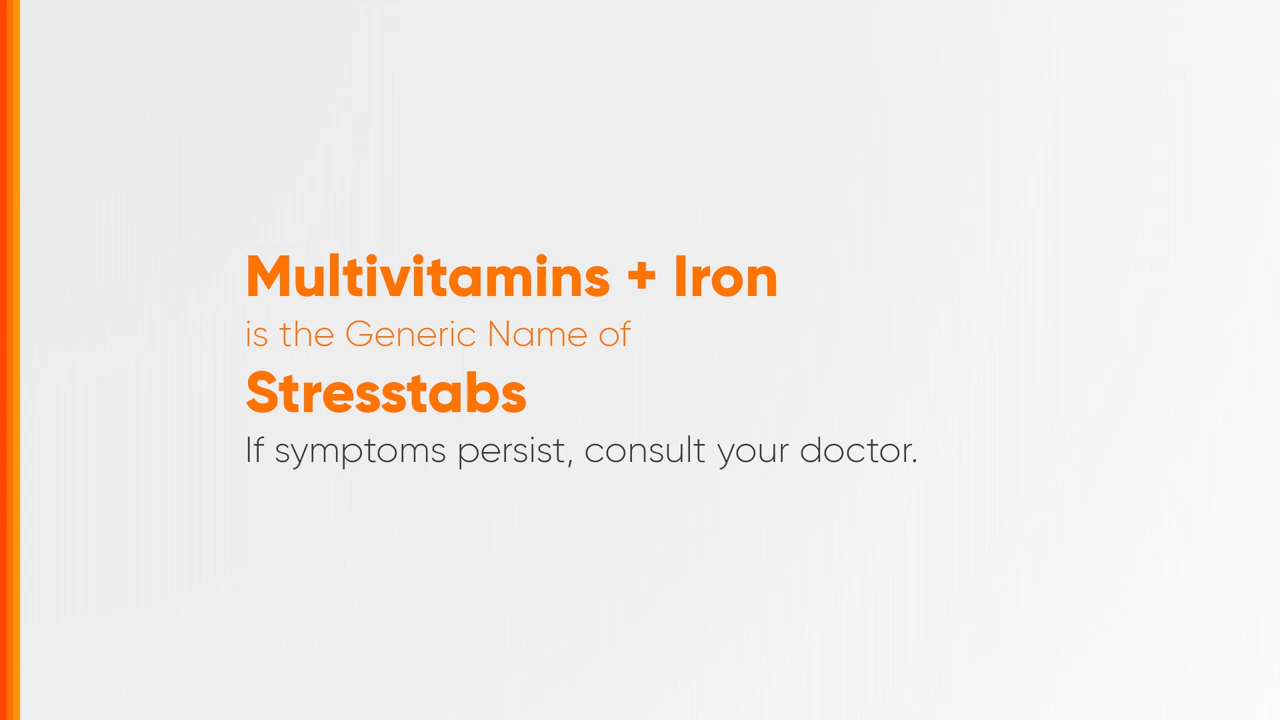 Multivitamins + Iron
is the Generic Name of
Stresstabs
If symptoms persist, consult your doctor.